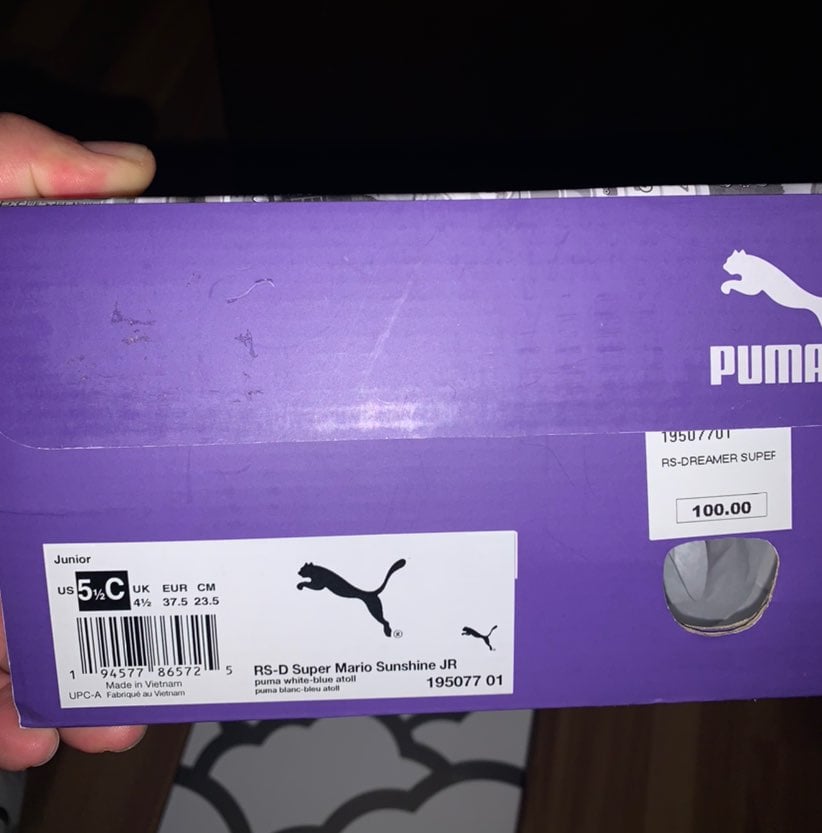 PUMA
19507701
RS-DREAMER SUPER
100.00
Junior
US 5½C UK EUR CM
4½ 37.5 23.5
1 94577 86572 5
Made in Vietnam
UPC-A Fabriqué au Vietnam
®
RS-D Super Mario Sunshine JR
puma white-blue atoll
puma blanc-bleu atoll
195077 01